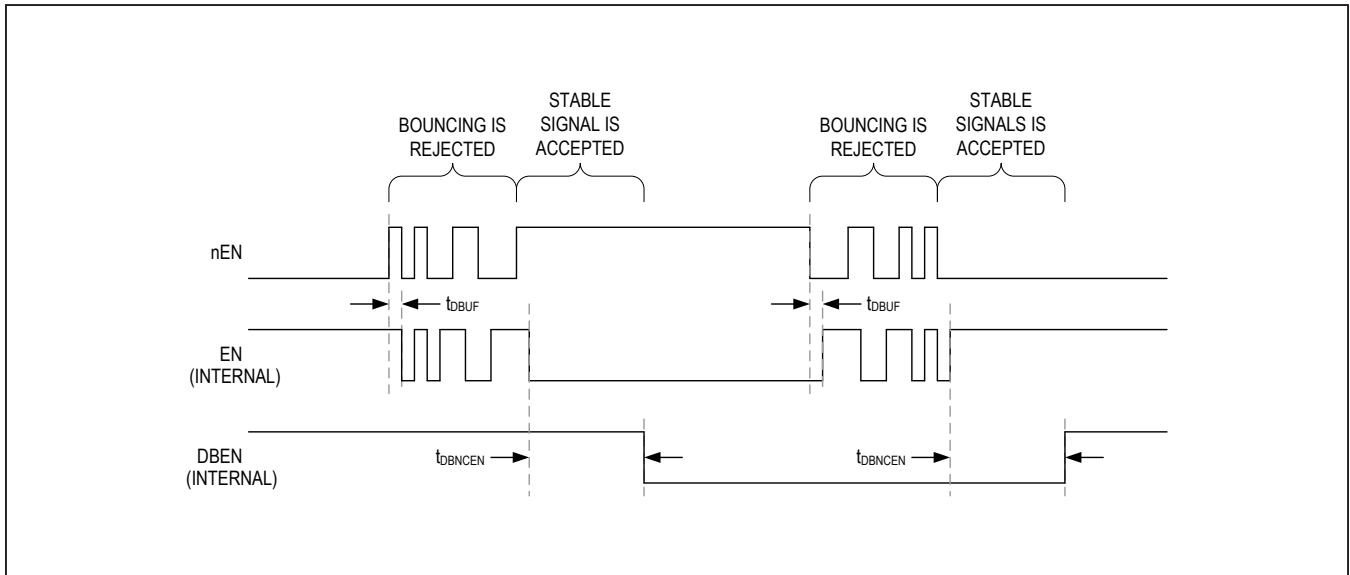 STABLE
SIGNAL IS
ACCEPTED
BOUNCING IS
REJECTED
STABLE
SIGNALS IS
ACCEPTED
BOUNCING IS
REJECTED
nEN
tDBUF
tDBUF
EN
(INTERNAL)
DBEN
(INTERNAL)
tDBNCEN
tDBNCEN